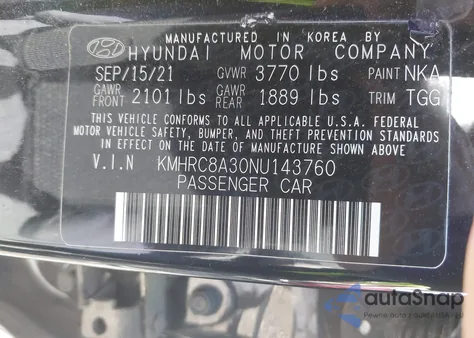 MANUFACTURED IN KOREA BY
HYUNDAI MOTOR COMPANY
SEP/15/21 GVWR 3770 lbs PAINT NKA
GAWR FRONT 2101 lbs GAWR REAR 1889 lbs TRIM TGG
THIS VEHICLE CONFORMS TO ALL APPLICABLE U.S.A. FEDERAL
MOTOR VEHICLE SAFETY, BUMPER, AND THEFT PREVENTION
STANDARDS IN EFFECT ON THE DATE OF MANUFACTURE SHOWN ABOVE.
V.I.N KMHRC8A30NU143760
PASSENGER CAR
autoSnap